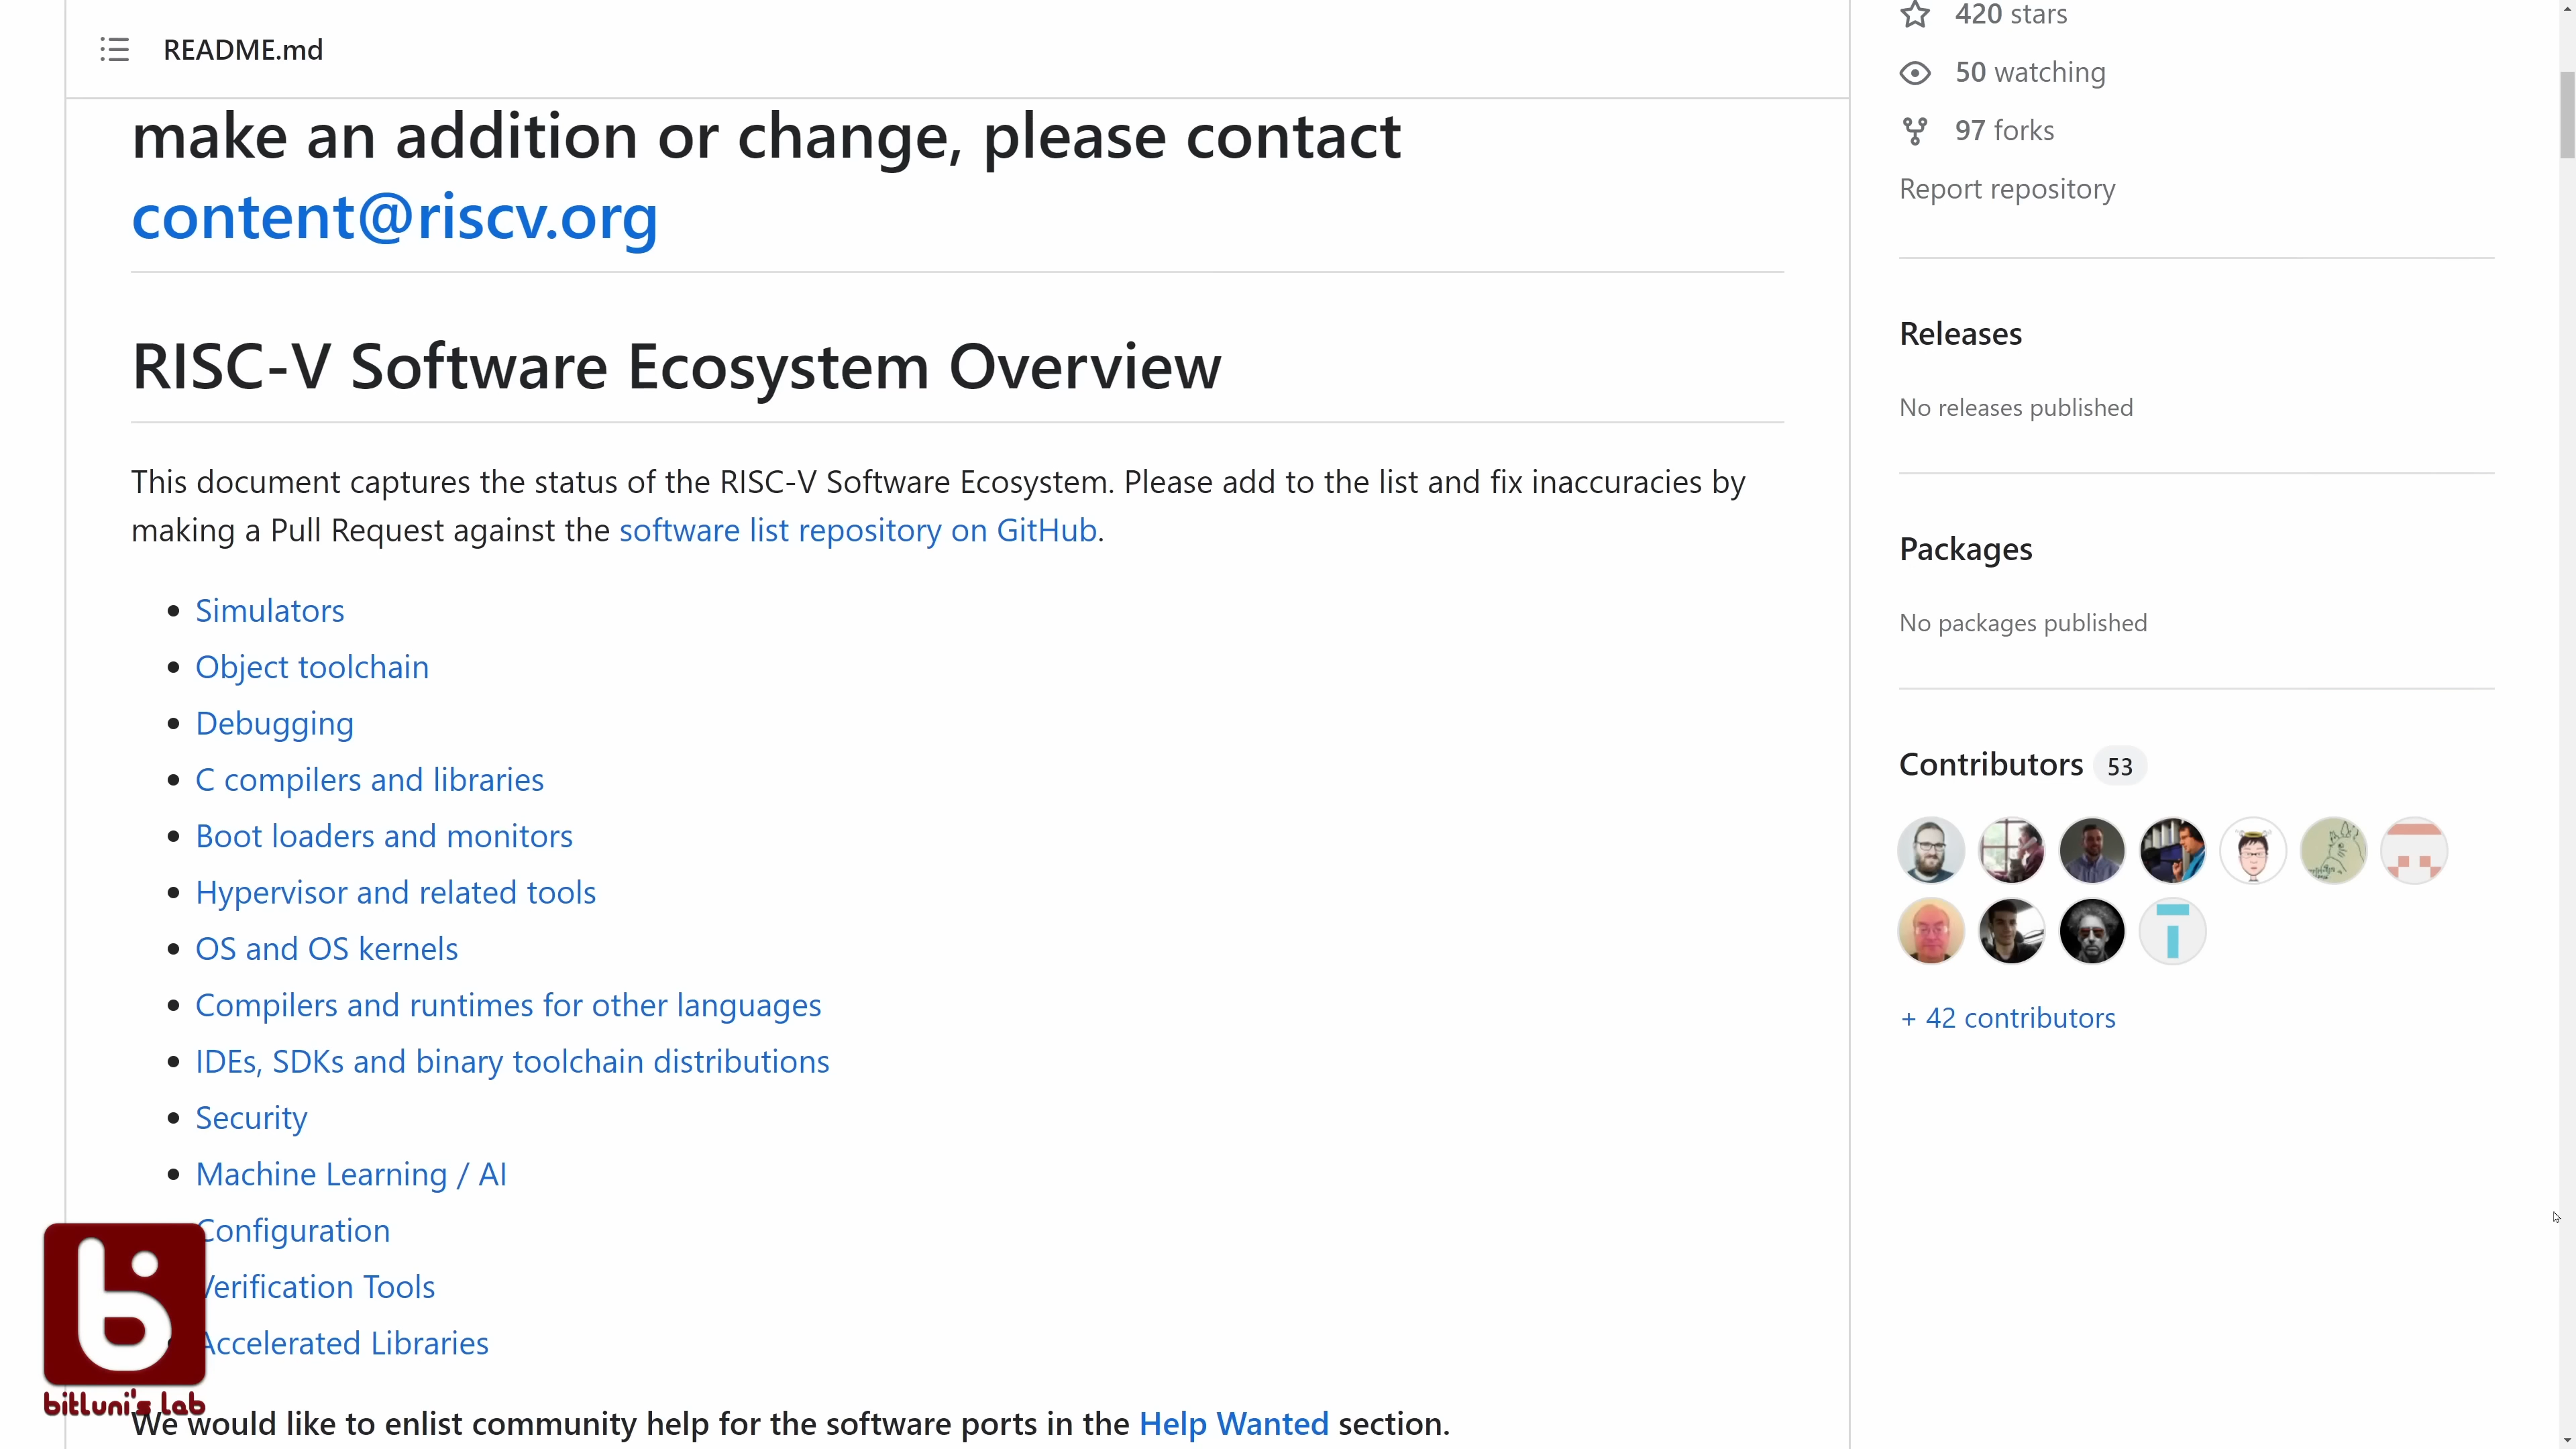 README.md
make an addition or change, please contact
content@riscv.org
RISC-V Software Ecosystem Overview
This document captures the status of the RISC-V Software Ecosystem. Please add to the list and fix inaccuracies by
making a Pull Request against the software list repository on GitHub.
Simulators
Object toolchain
Debugging
C compilers and libraries
Boot loaders and monitors
Hypervisor and related tools
OS and OS kernels
Compilers and runtimes for other languages
IDEs, SDKs and binary toolchain distributions
Security
Machine Learning / AI
Configuration
Verification Tools
Accelerated Libraries
We would like to enlist community help for the software ports in the Help Wanted section.
bitluni's lab
420 stars
50 watching
97 forks
Report repository
Releases
No releases published
Packages
No packages published
Contributors 53
+ 42 contributors